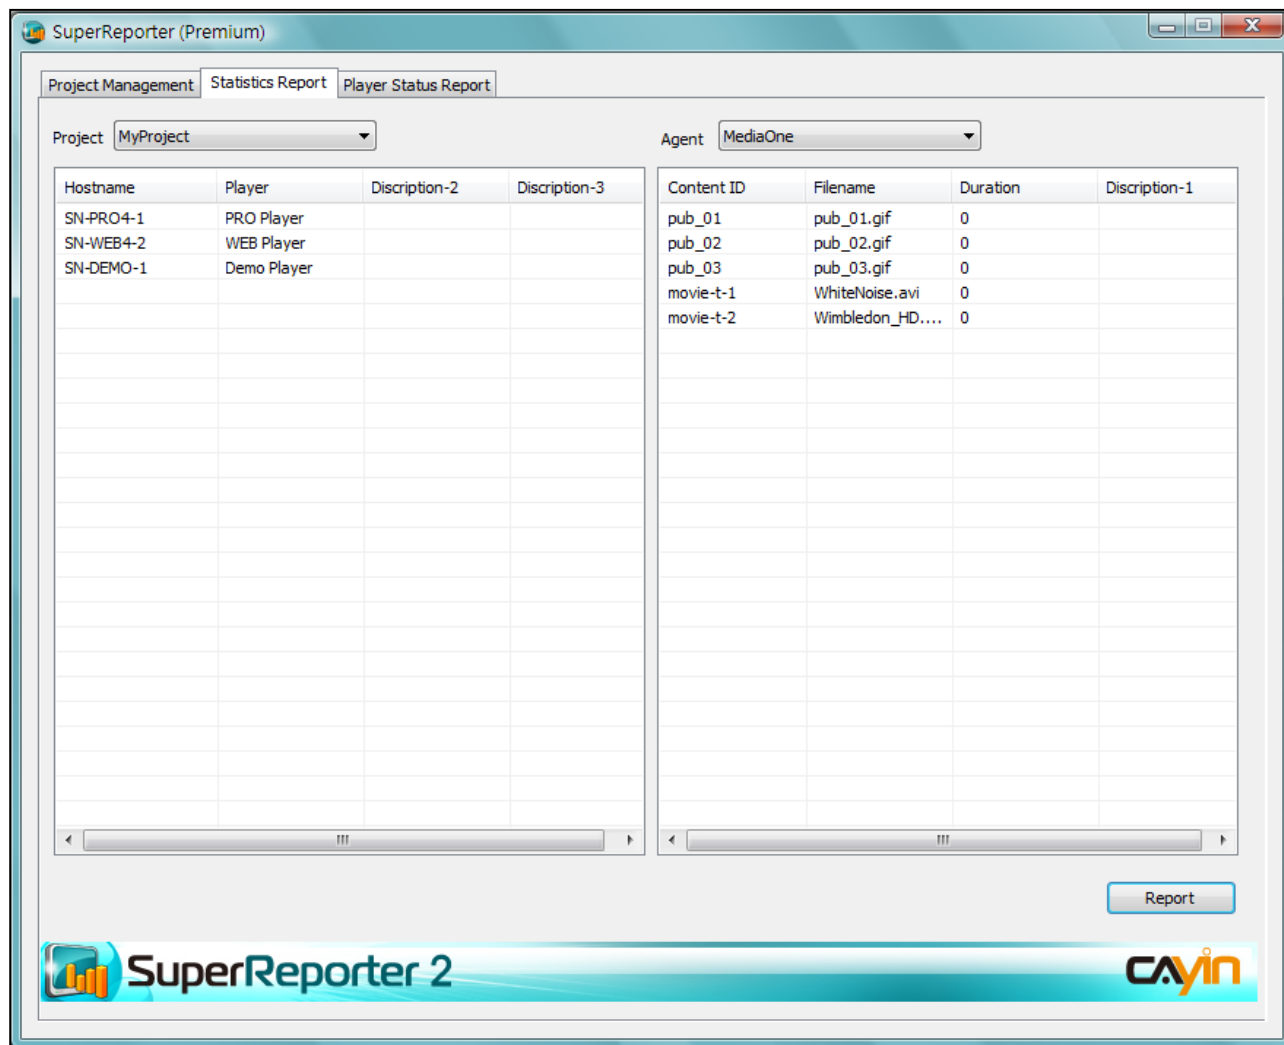 SuperReporter (Premium)
Project Management Statistics Report Player Status Report
Project MyProject
Agent MediaOne
Hostname Player Discription-2 Discription-3
SN-PRO4-1 PRO Player
SN-WEB4-2 WEB Player
SN-DEMO-1 Demo Player
Content ID Filename Duration Discription-1
pub_01 pub_01.gif 0
pub_02 pub_02.gif 0
pub_03 pub_03.gif 0
movie-t-1 WhiteNoise.avi 0
movie-t-2 Wimbledon_HD.... 0
Report
SuperReporter 2
CAYIN